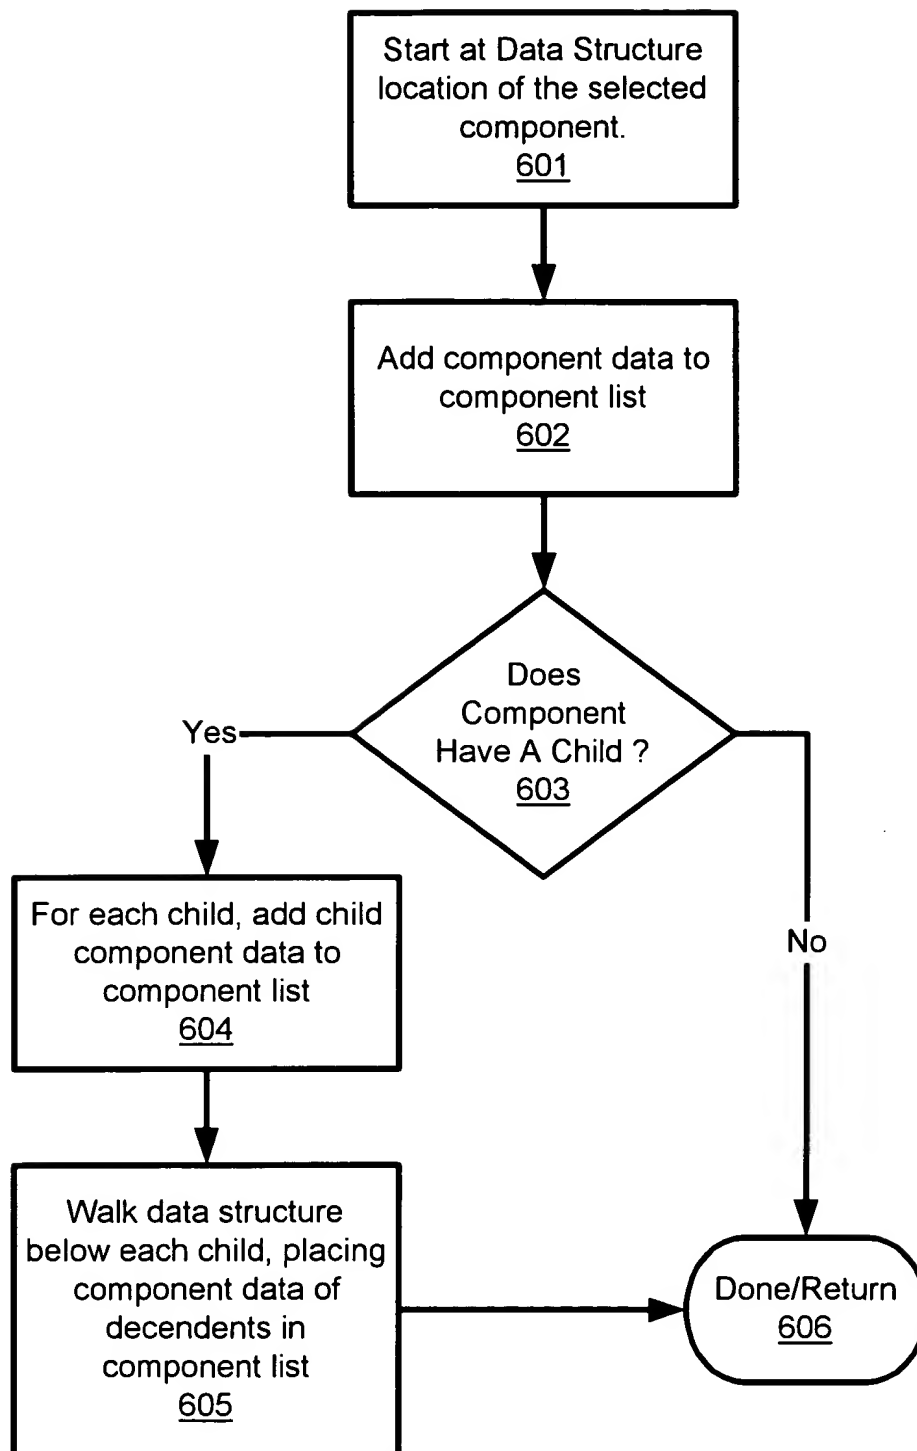 Start at Data Structure
location of the selected
component.
601
Add component data to
component list
602
Does
Component
Have A Child ?
603
Yes
No
For each child, add child
component data to
component list
604
Walk data structure
below each child, placing
component data of
decendents in
component list
605
Done/Return
606